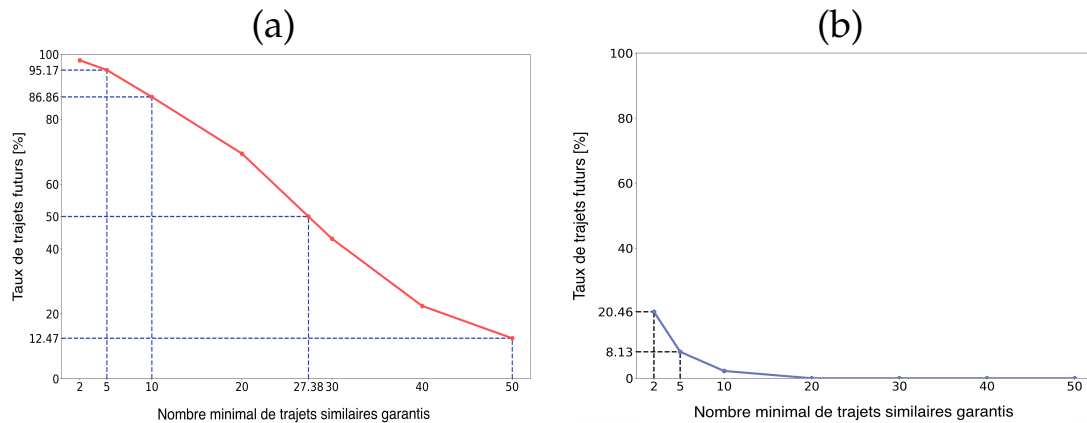 (a)
100
95.17
86.86
80
60
50
40
20
12.47
0
2 5 10 20 27.38 30 40 50
Taux de trajets futurs [%]
Nombre minimal de trajets similaires garantis
(b)
100
80
60
40
20.46
8.13
0
2 5 10 20 30 40 50
Taux de trajets futurs [%]
Nombre minimal de trajets similaires garantis